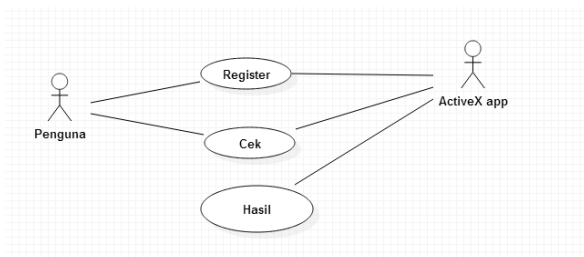 Register
ActiveX app
Penguna
Cek
Hasil